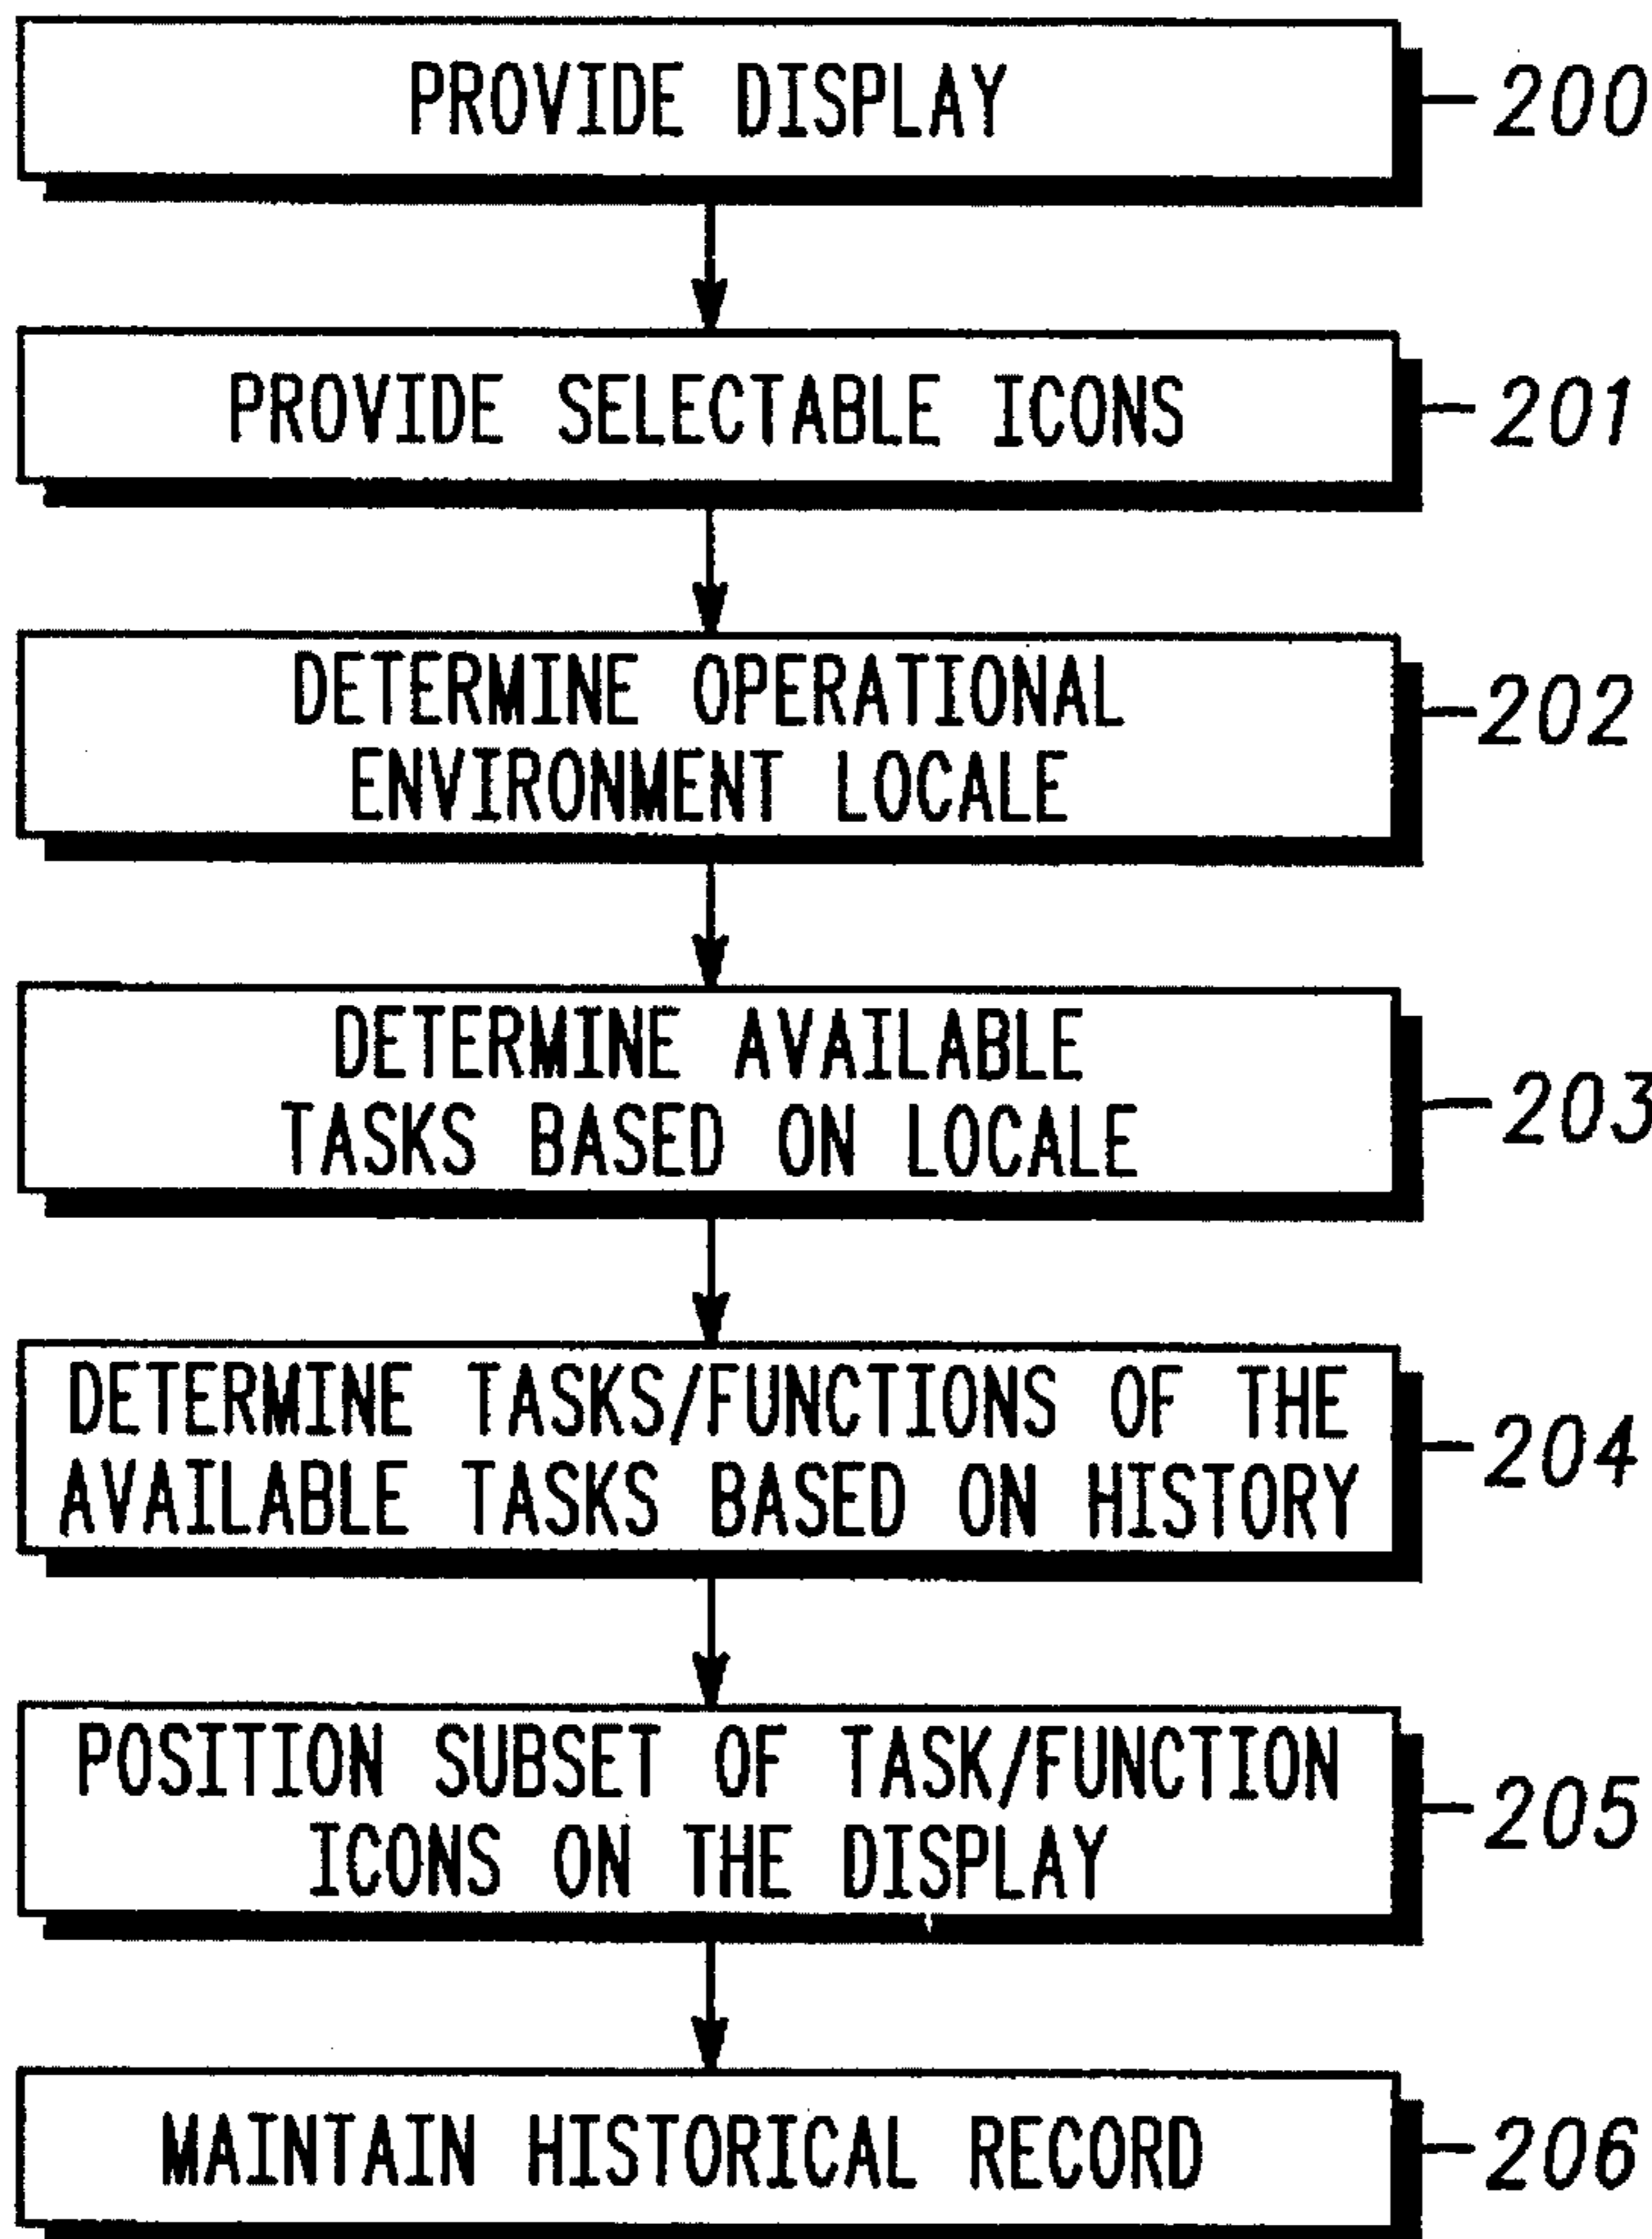 PROVIDE DISPLAY
200
PROVIDE SELECTABLE ICONS
201
DETERMINE OPERATIONAL
ENVIRONMENT LOCALE
202
DETERMINE AVAILABLE
TASKS BASED ON LOCALE
203
DETERMINE TASKS/FUNCTIONS OF THE
AVAILABLE TASKS BASED ON HISTORY
204
POSITION SUBSET OF TASK/FUNCTION
ICONS ON THE DISPLAY
205
MAINTAIN HISTORICAL RECORD
206